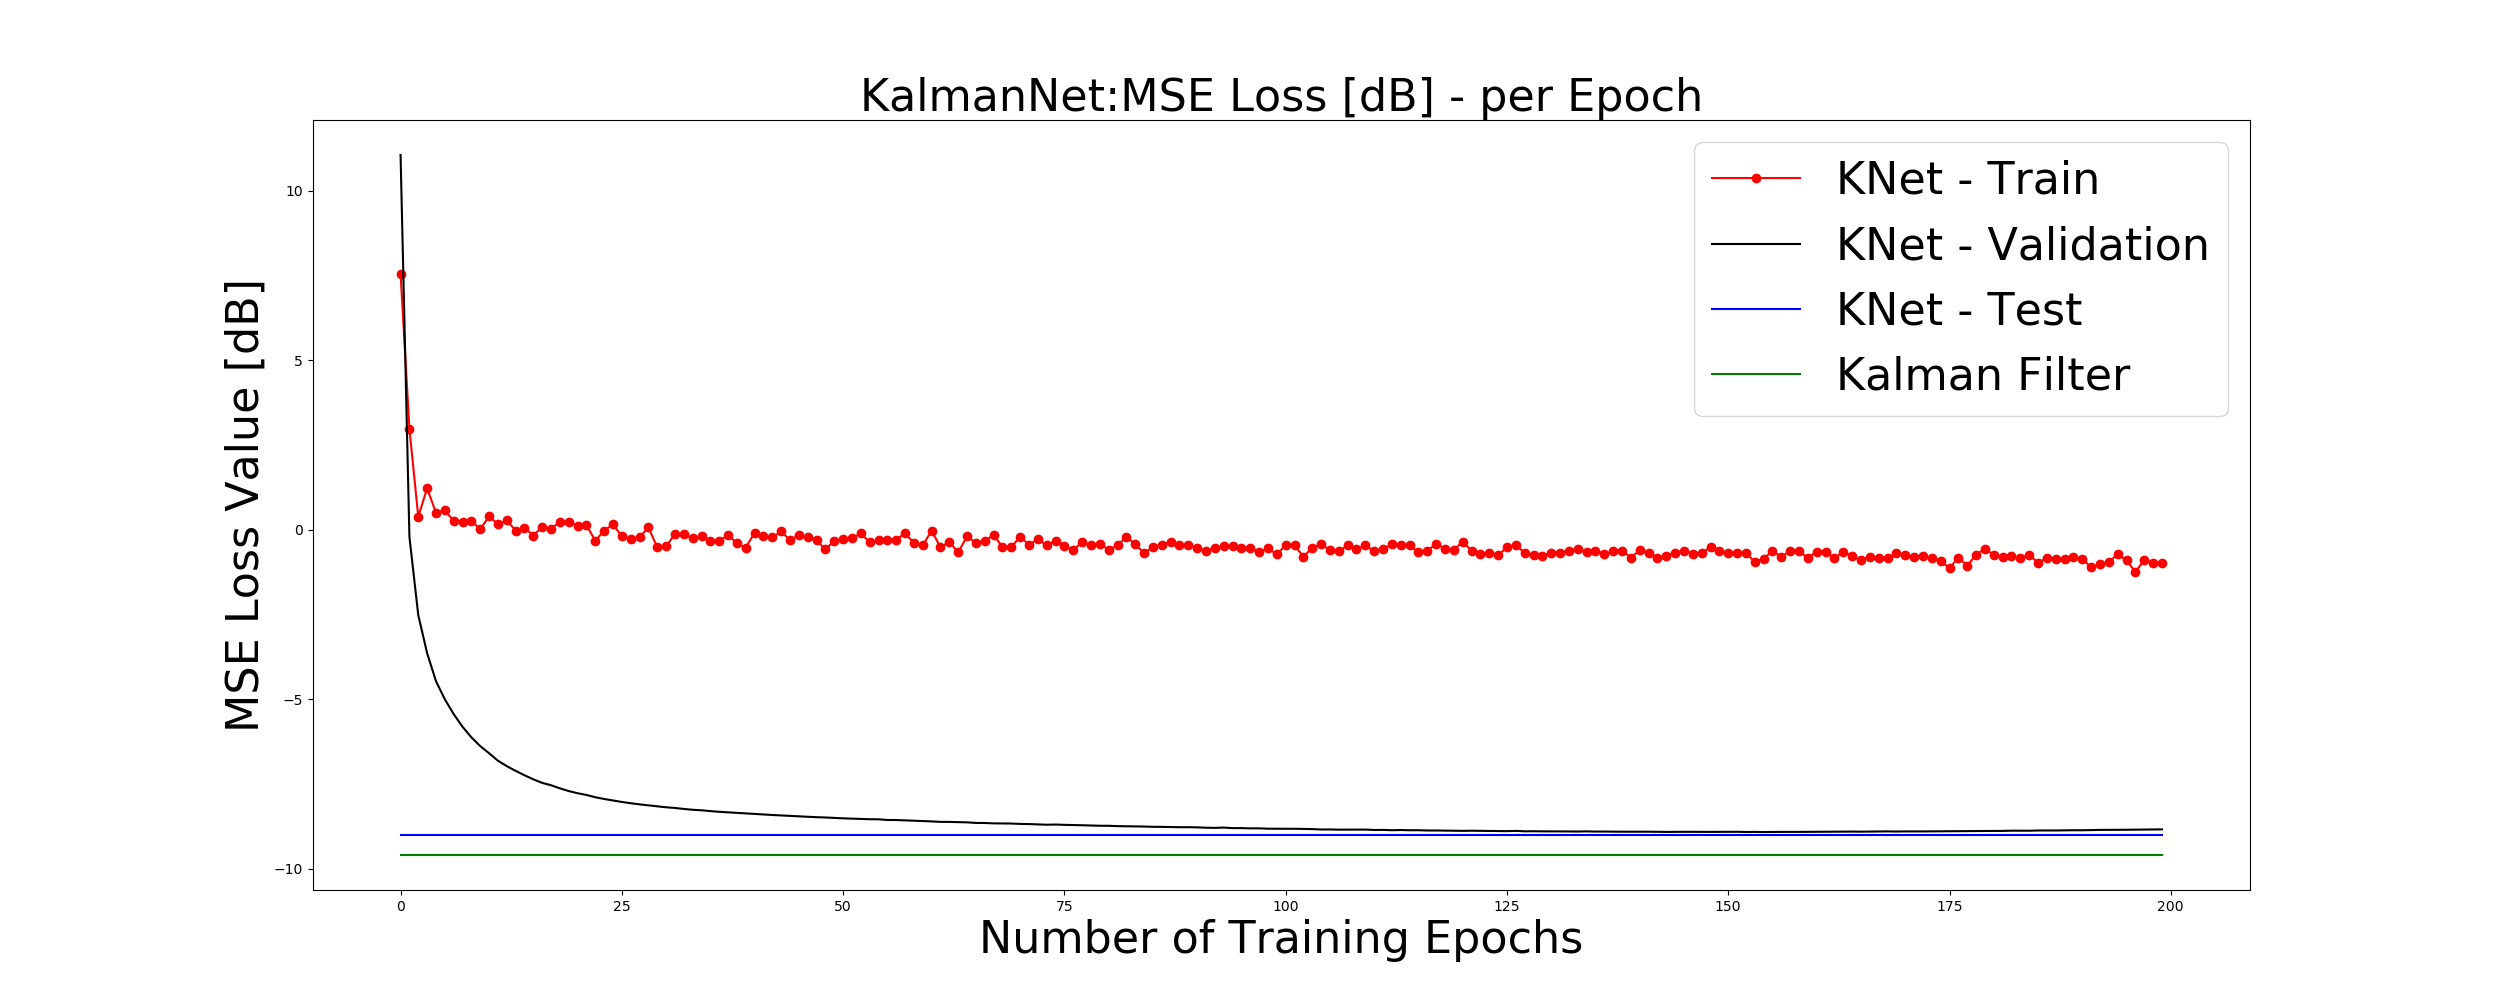 KalmanNet:MSE Loss [dB] - per Epoch
KNet - Train
KNet - Validation
KNet - Test
Kalman Filter
MSE Loss Value [dB]
10
5
0
−5
−10
0 25 50 75 100 125 150 175 200
Number of Training Epochs